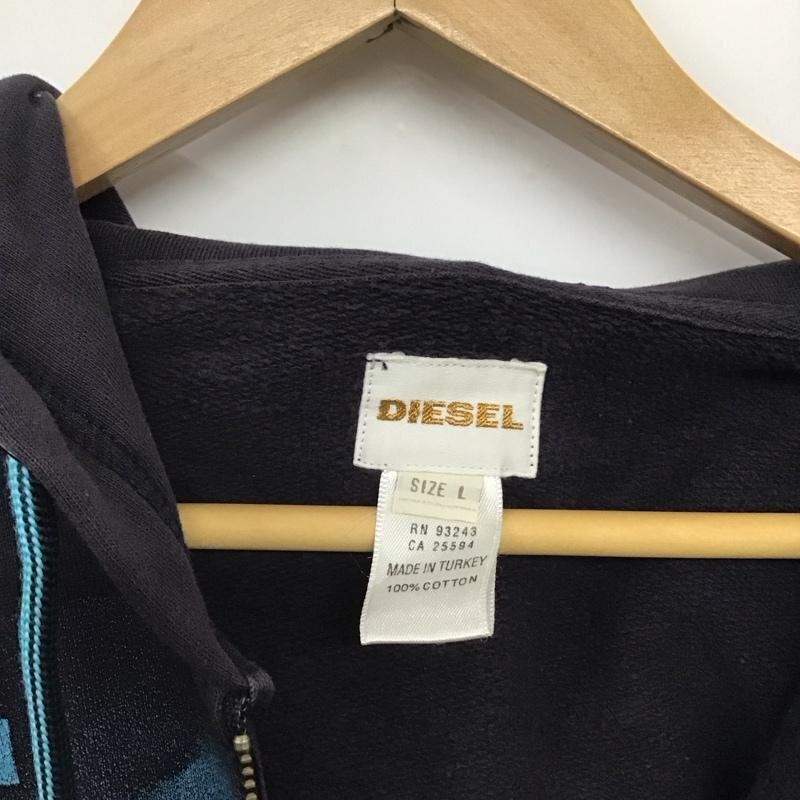 DIESEL
SIZE L
RN 93243
CA 25594
MADE IN TURKEY
100% COTTON